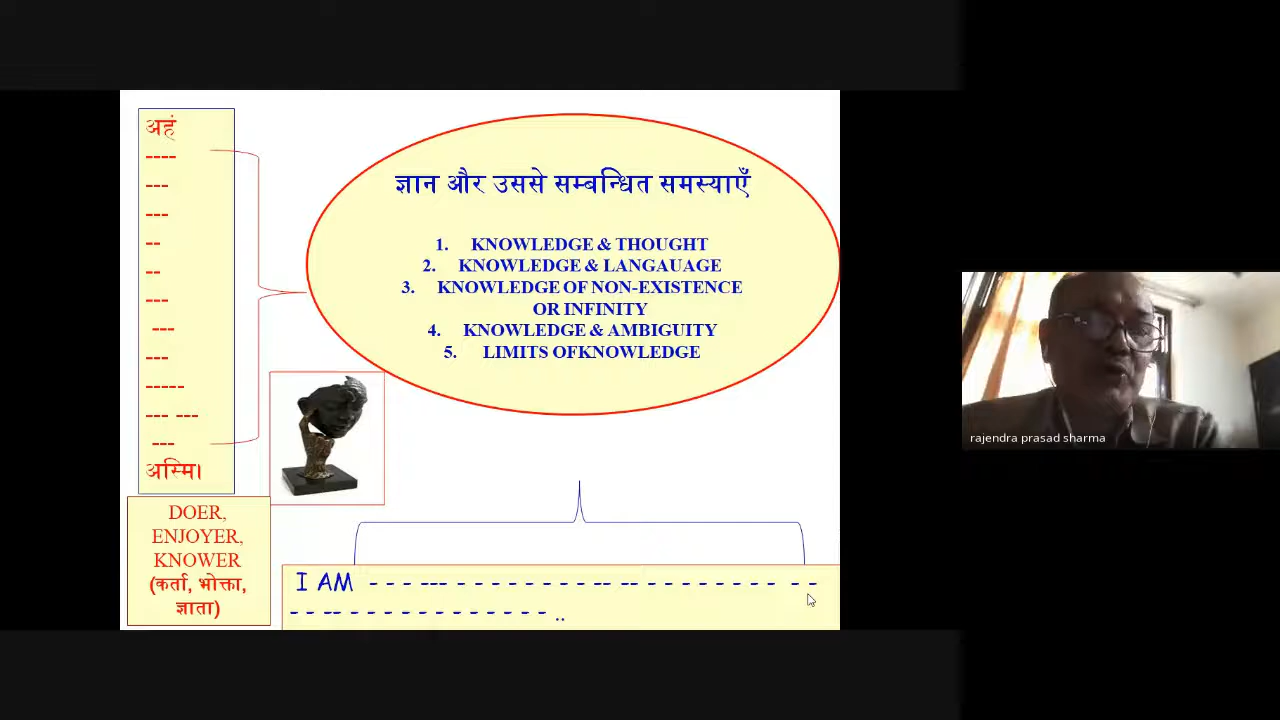 अहं
----
---
---
--
--
---
---
---
-----
--- ---
---
अस्मि।
ज्ञान और उससे सम्बन्धित समस्याएँ
1. KNOWLEDGE & THOUGHT
2. KNOWLEDGE & LANGAUAGE
3. KNOWLEDGE OF NON-EXISTENCE
OR INFINITY
4. KNOWLEDGE & AMBIGUITY
5. LIMITS OFKNOWLEDGE
DOER,
ENJOYER,
KNOWER
(कर्ता, भोक्ता,
ज्ञाता)
I AM - - - --- - - - - - - - - -- -- - - - - - - - - - -
- - -- - - - - - - - - - - - - - ..
rajendra prasad sharma